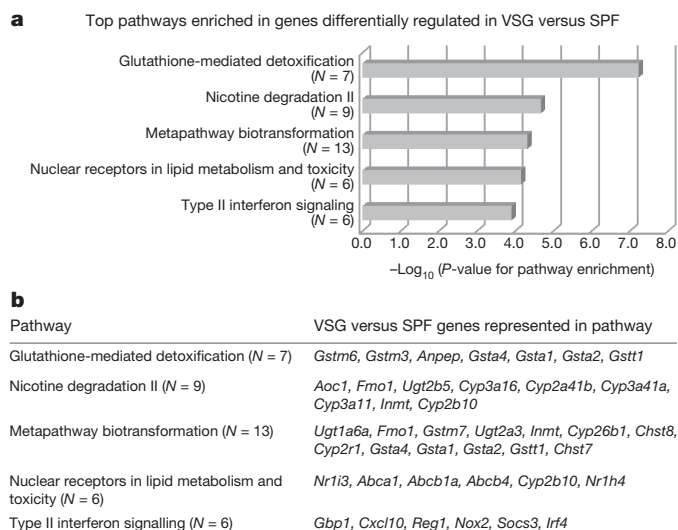 a
Top pathways enriched in genes differentially regulated in VSG versus SPF
Glutathione-mediated detoxification
(N = 7)
Nicotine degradation II
(N = 9)
Metapathway biotransformation
(N = 13)
Nuclear receptors in lipid metabolism and toxicity
(N = 6)
Type II interferon signaling
(N = 6)
0.0 1.0 2.0 3.0 4.0 5.0 6.0 7.0 8.0
–Log10 (P-value for pathway enrichment)
b
Pathway VSG versus SPF genes represented in pathway
Glutathione-mediated detoxification (N = 7) Gstm6, Gstm3, Anpep, Gsta4, Gsta1, Gsta2, Gstt1
Nicotine degradation II (N = 9) Aoc1, Fmo1, Ugt2b5, Cyp3a16, Cyp2a41b, Cyp3a41a,
Cyp3a11, Inmt, Cyp2b10
Metapathway biotransformation (N = 13) Ugt1a6a, Fmo1, Gstm7, Ugt2a3, Inmt, Cyp26b1, Chst8,
Cyp2r1, Gsta4, Gsta1, Gsta2, Gstt1, Chst7
Nuclear receptors in lipid metabolism and Nr1i3, Abca1, Abcb1a, Abcb4, Cyp2b10, Nr1h4
toxicity (N = 6)
Type II interferon signalling (N = 6) Gbp1, Cxcl10, Reg1, Nox2, Socs3, Irf4